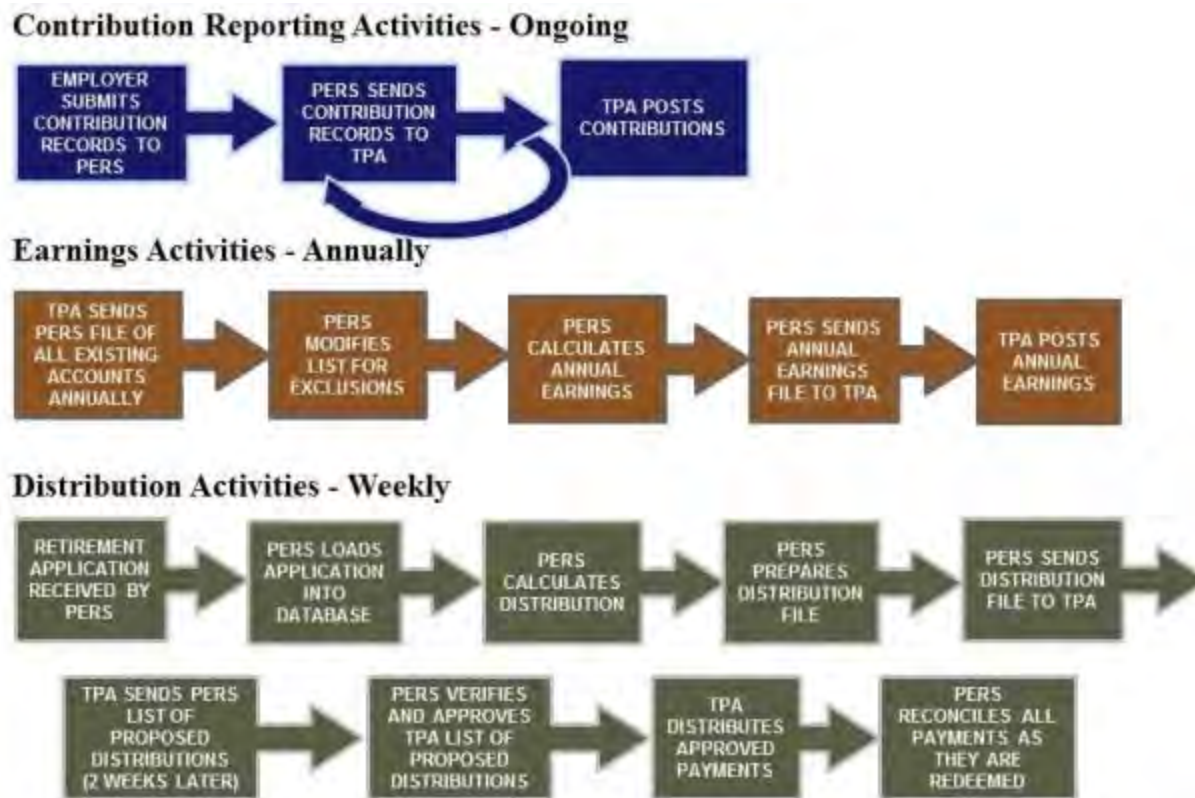 Contribution Reporting Activities - Ongoing
EMPLOYER
SUBMITS
CONTRIBUTION
RECORDS TO
PERS
PERS SENDS
CONTRIBUTION
RECORDS TO
TPA
TPA POSTS
CONTRIBUTIONS
Earnings Activities - Annually
TPA SENDS
PERS FILE OF
ALL EXISTING
ACCOUNTS
ANNUALLY
PERS
MODIFIES
LIST FOR
EXCLUSIONS
PERS
CALCULATES
ANNUAL
EARNINGS
PERS SENDS
ANNUAL
EARNINGS
FILE TO TPA
TPA POSTS
ANNUAL
EARNINGS
Distribution Activities - Weekly
RETIREMENT
APPLICATION
RECEIVED BY
PERS
PERS LOADS
APPLICATION
INTO
DATABASE
PERS
CALCULATES
DISTRIBUTION
PERS
PREPARES
DISTRIBUTION
FILE
PERS SENDS
DISTRIBUTION
FILE TO TPA
TPA SENDS PERS
LIST OF
PROPOSED
DISTRIBUTIONS
(2 WEEKS LATER)
PERS VERIFIES
AND APPROVES
TPA LIST OF
PROPOSED
DISTRIBUTIONS
TPA
DISTRIBUTES
APPROVED
PAYMENTS
PERS
RECONCILES ALL
PAYMENTS AS
THEY ARE
REDEEMED